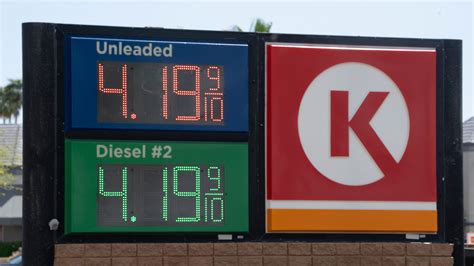 Unleaded
4.19 9/10
Diesel #2
4.19 9/10
K